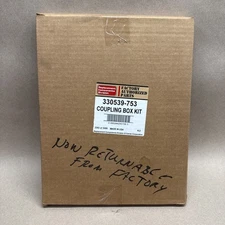 FACTORY
AUTHORIZED
PARTS
330539-753
COUPLING BOX KIT
NON RETURNABLE
FROM FACTORY